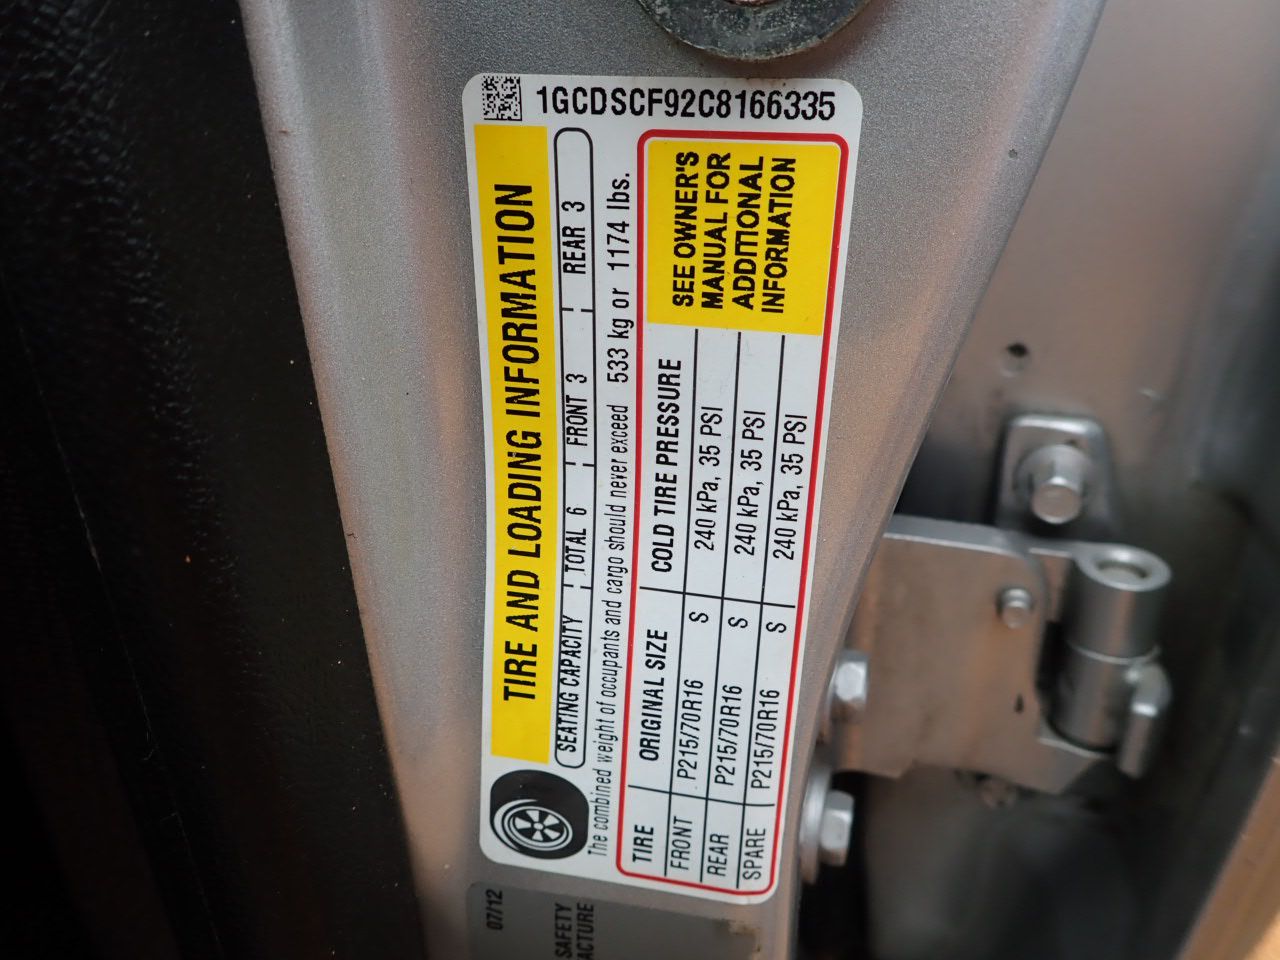 1GCDSCF92C8166335
TIRE AND LOADING INFORMATION
SEATING CAPACITY TOTAL 6 FRONT 3 REAR 3
The combined weight of occupants and cargo should never exceed 533 kg or 1174 lbs.
TIRE ORIGINAL SIZE COLD TIRE PRESSURE
FRONT P215/70R16 S 240 kPa, 35 PSI
REAR P215/70R16 S 240 kPa, 35 PSI
SPARE P215/70R16 S 240 kPa, 35 PSI
SEE OWNER'S
MANUAL FOR
ADDITIONAL
INFORMATION
07/12
SAFETY
ACTURE